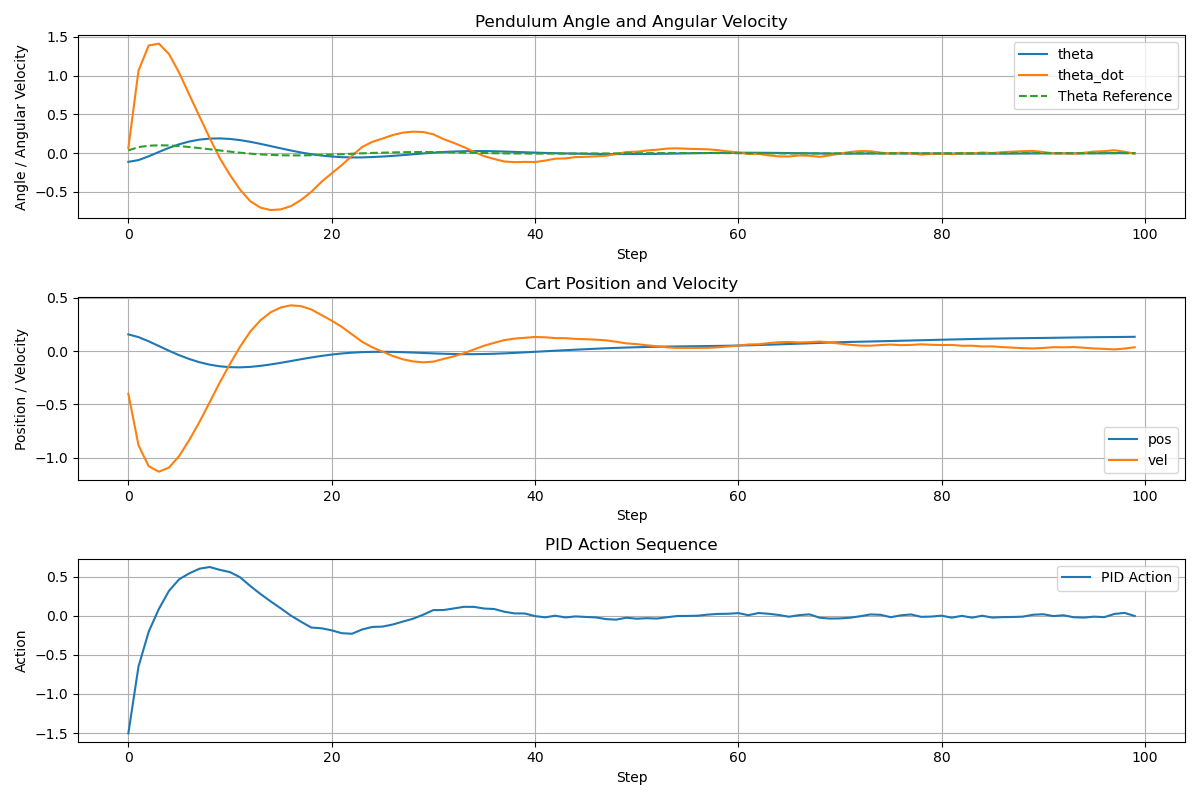 Pendulum Angle and Angular Velocity
Angle / Angular Velocity
1.5
1.0
0.5
0.0
−0.5
theta
theta_dot
Theta Reference
0 20 40 60 80 100
Step
Cart Position and Velocity
Position / Velocity
0.5
0.0
−0.5
−1.0
pos
vel
0 20 40 60 80 100
Step
PID Action Sequence
Action
0.5
0.0
−0.5
−1.0
−1.5
PID Action
0 20 40 60 80 100
Step